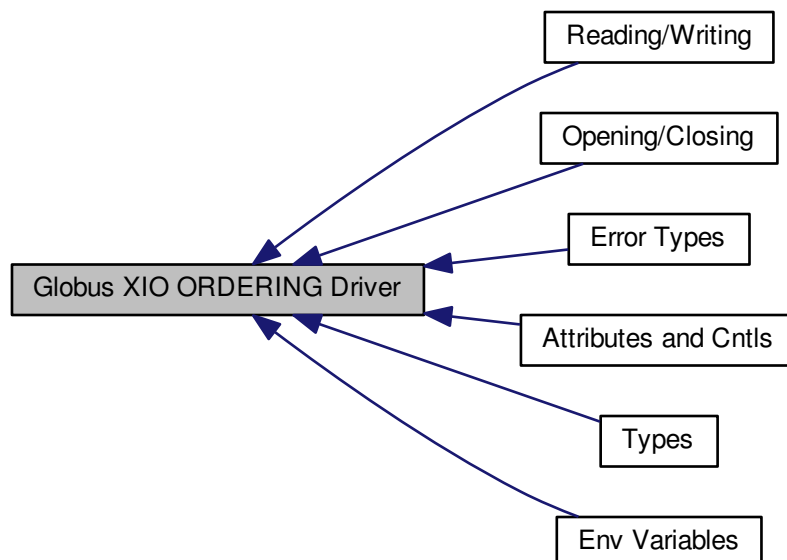 Reading/Writing
Opening/Closing
Error Types
Globus XIO ORDERING Driver
Attributes and Cntls
Types
Env Variables